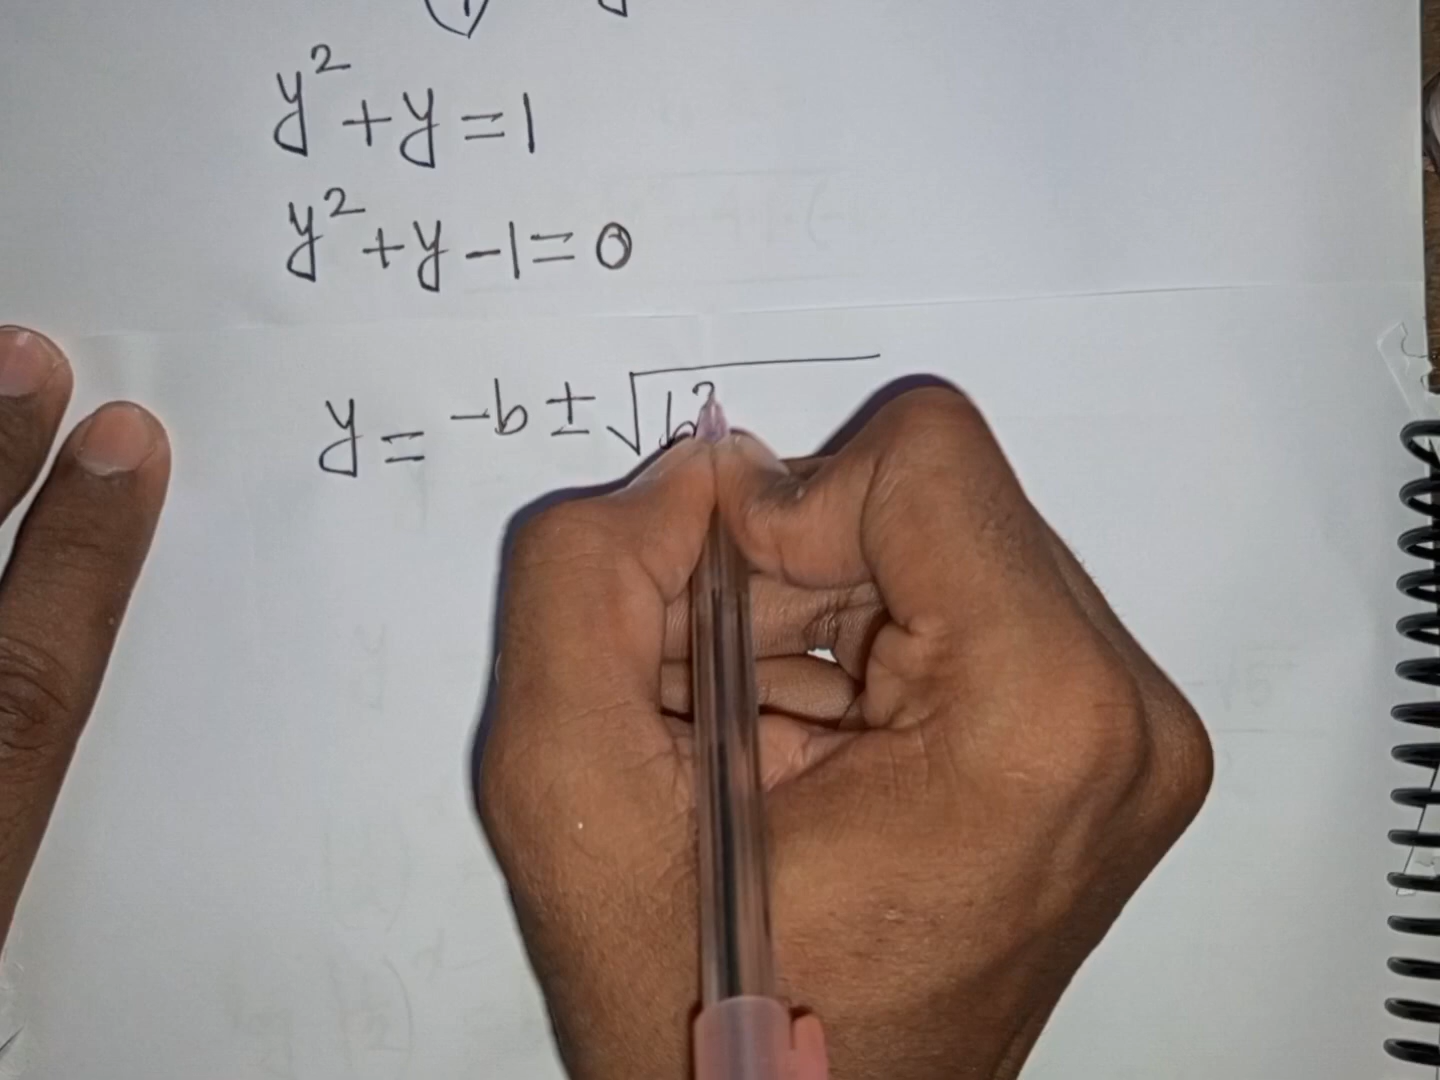 y² + y = 1
y² + y - 1 = 0
y = -b ± √b²